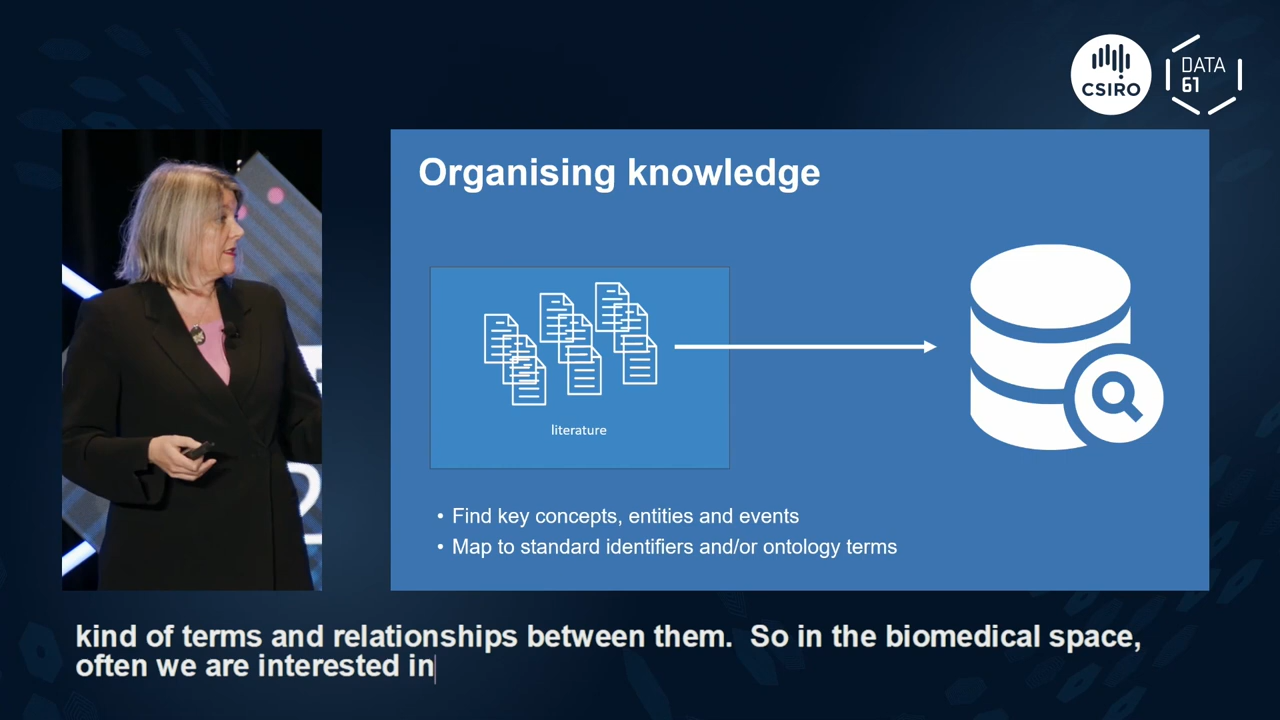 CSIRO
DATA
61
Organising knowledge
literature
• Find key concepts, entities and events
• Map to standard identifiers and/or ontology terms
kind of terms and relationships between them.  So in the biomedical space,
often we are interested in